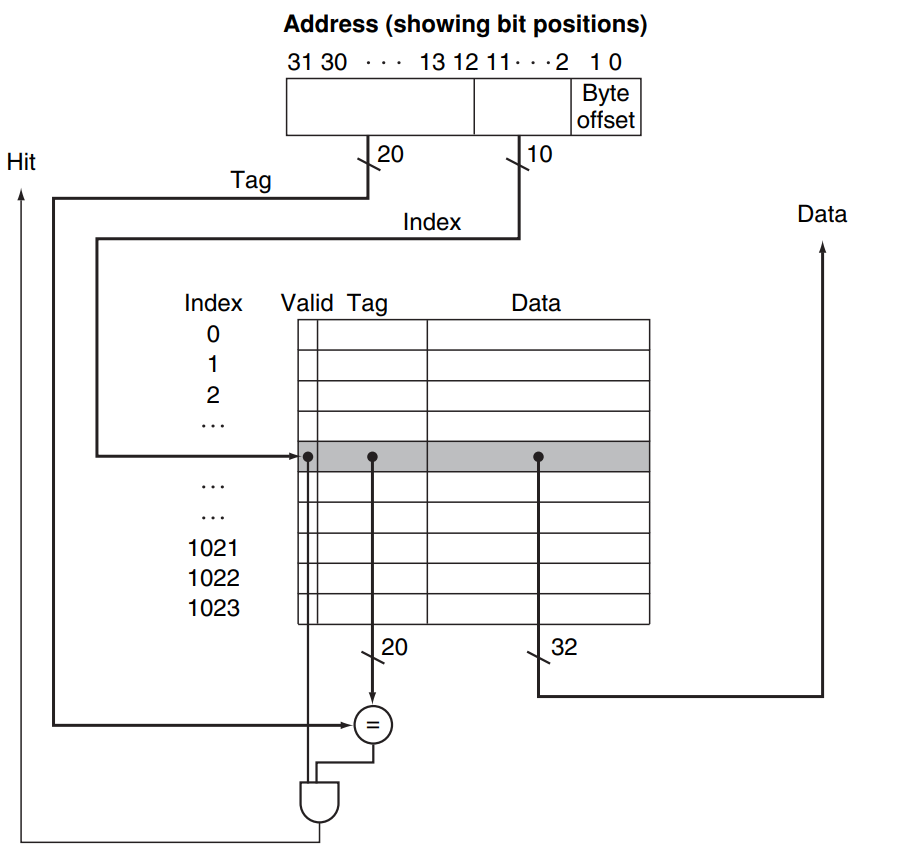 Address (showing bit positions)
31 30 · · · 13 12 11 · · · 2 1 0
Byte
offset
20
10
Hit
Tag
Index
Data
Index Valid Tag Data
0
1
2
· · ·
· · ·
· · ·
1021
1022
1023
20
32
=